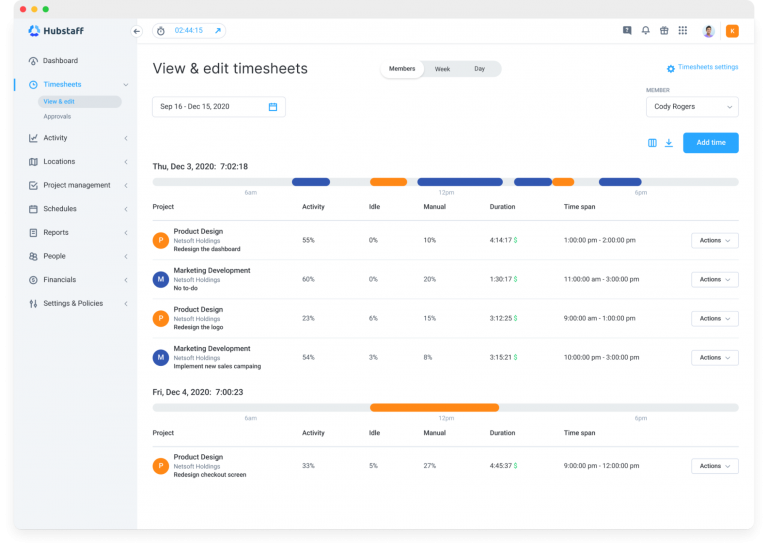 Hubstaff
02:44:15
K
Dashboard
Timesheets
View & edit
Approvals
Activity
Locations
Project management
Schedules
Reports
People
Financials
Settings & Policies
View & edit timesheets
Members Week Day
Timesheets settings
Sep 16 - Dec 15, 2020
MEMBER
Cody Rogers
Add time
Thu, Dec 3, 2020: 7:02:18
6am 12pm 6pm
Project Activity Idle Manual Duration Time span
P
Product Design
Netsoft Holdings
Redesign the dashboard
55% 0% 10% 4:14:17 $ 1:00:00 pm - 2:00:00 pm Actions
M
Marketing Development
Netsoft Holdings
No to-do
60% 0% 20% 1:30:17 $ 11:00:00 am - 3:00:00 pm Actions
P
Product Design
Netsoft Holdings
Redesign the logo
23% 6% 15% 3:12:25 $ 9:00:00 am - 1:00:00 pm Actions
M
Marketing Development
Netsoft Holdings
Implement new sales campaing
54% 3% 8% 3:15:21 $ 10:00:00 pm - 3:00:00 pm Actions
Fri, Dec 4, 2020: 7:00:23
6am 12pm 6pm
Project Activity Idle Manual Duration Time span
P
Product Design
Netsoft Holdings
Redesign checkout screen
33% 5% 27% 4:45:37 $ 9:00:00 pm - 12:00:00 pm Actions